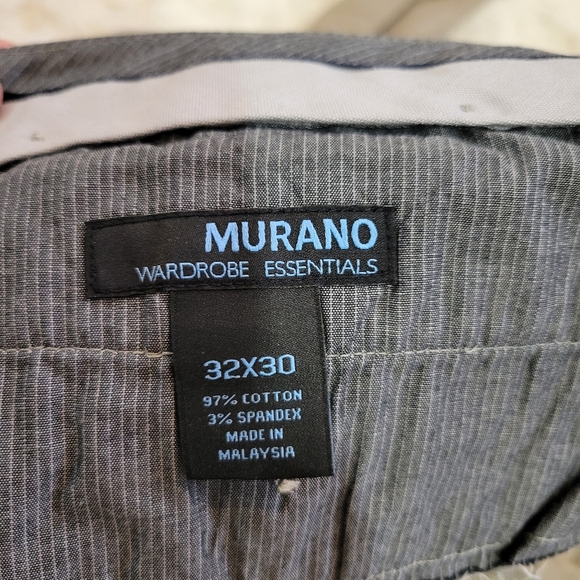 MURANO
WARDROBE ESSENTIALS
32X30
97% COTTON
3% SPANDEX
MADE IN
MALAYSIA